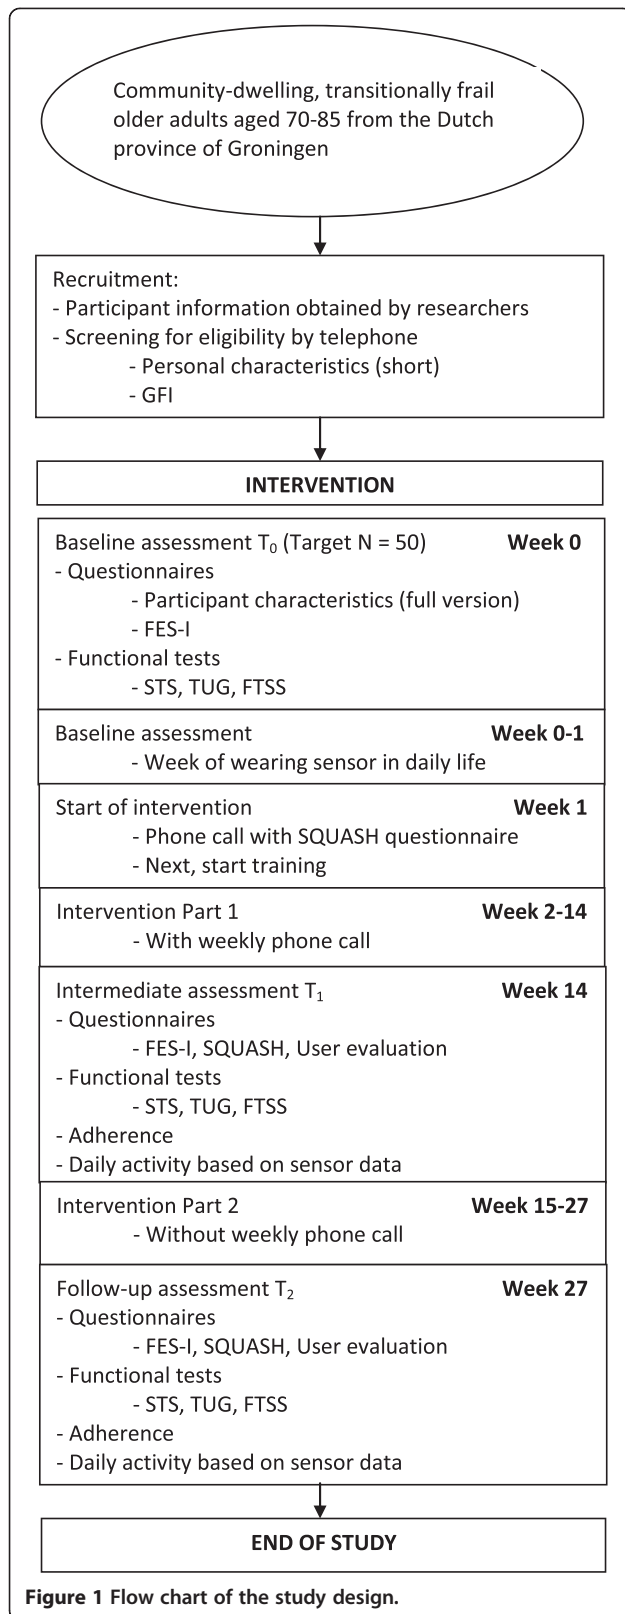 Community-dwelling, transitionally frail
older adults aged 70-85 from the Dutch
province of Groningen
Recruitment:
- Participant information obtained by researchers
- Screening for eligibility by telephone
- Personal characteristics (short)
- GFI
INTERVENTION
Baseline assessment T0 (Target N = 50) Week 0
- Questionnaires
- Participant characteristics (full version)
- FES-I
- Functional tests
- STS, TUG, FTSS
Baseline assessment Week 0-1
- Week of wearing sensor in daily life
Start of intervention Week 1
- Phone call with SQUASH questionnaire
- Next, start training
Intervention Part 1 Week 2-14
- With weekly phone call
Intermediate assessment T1 Week 14
- Questionnaires
- FES-I, SQUASH, User evaluation
- Functional tests
- STS, TUG, FTSS
- Adherence
- Daily activity based on sensor data
Intervention Part 2 Week 15-27
- Without weekly phone call
Follow-up assessment T2 Week 27
- Questionnaires
- FES-I, SQUASH, User evaluation
- Functional tests
- STS, TUG, FTSS
- Adherence
- Daily activity based on sensor data
END OF STUDY
Figure 1 Flow chart of the study design.